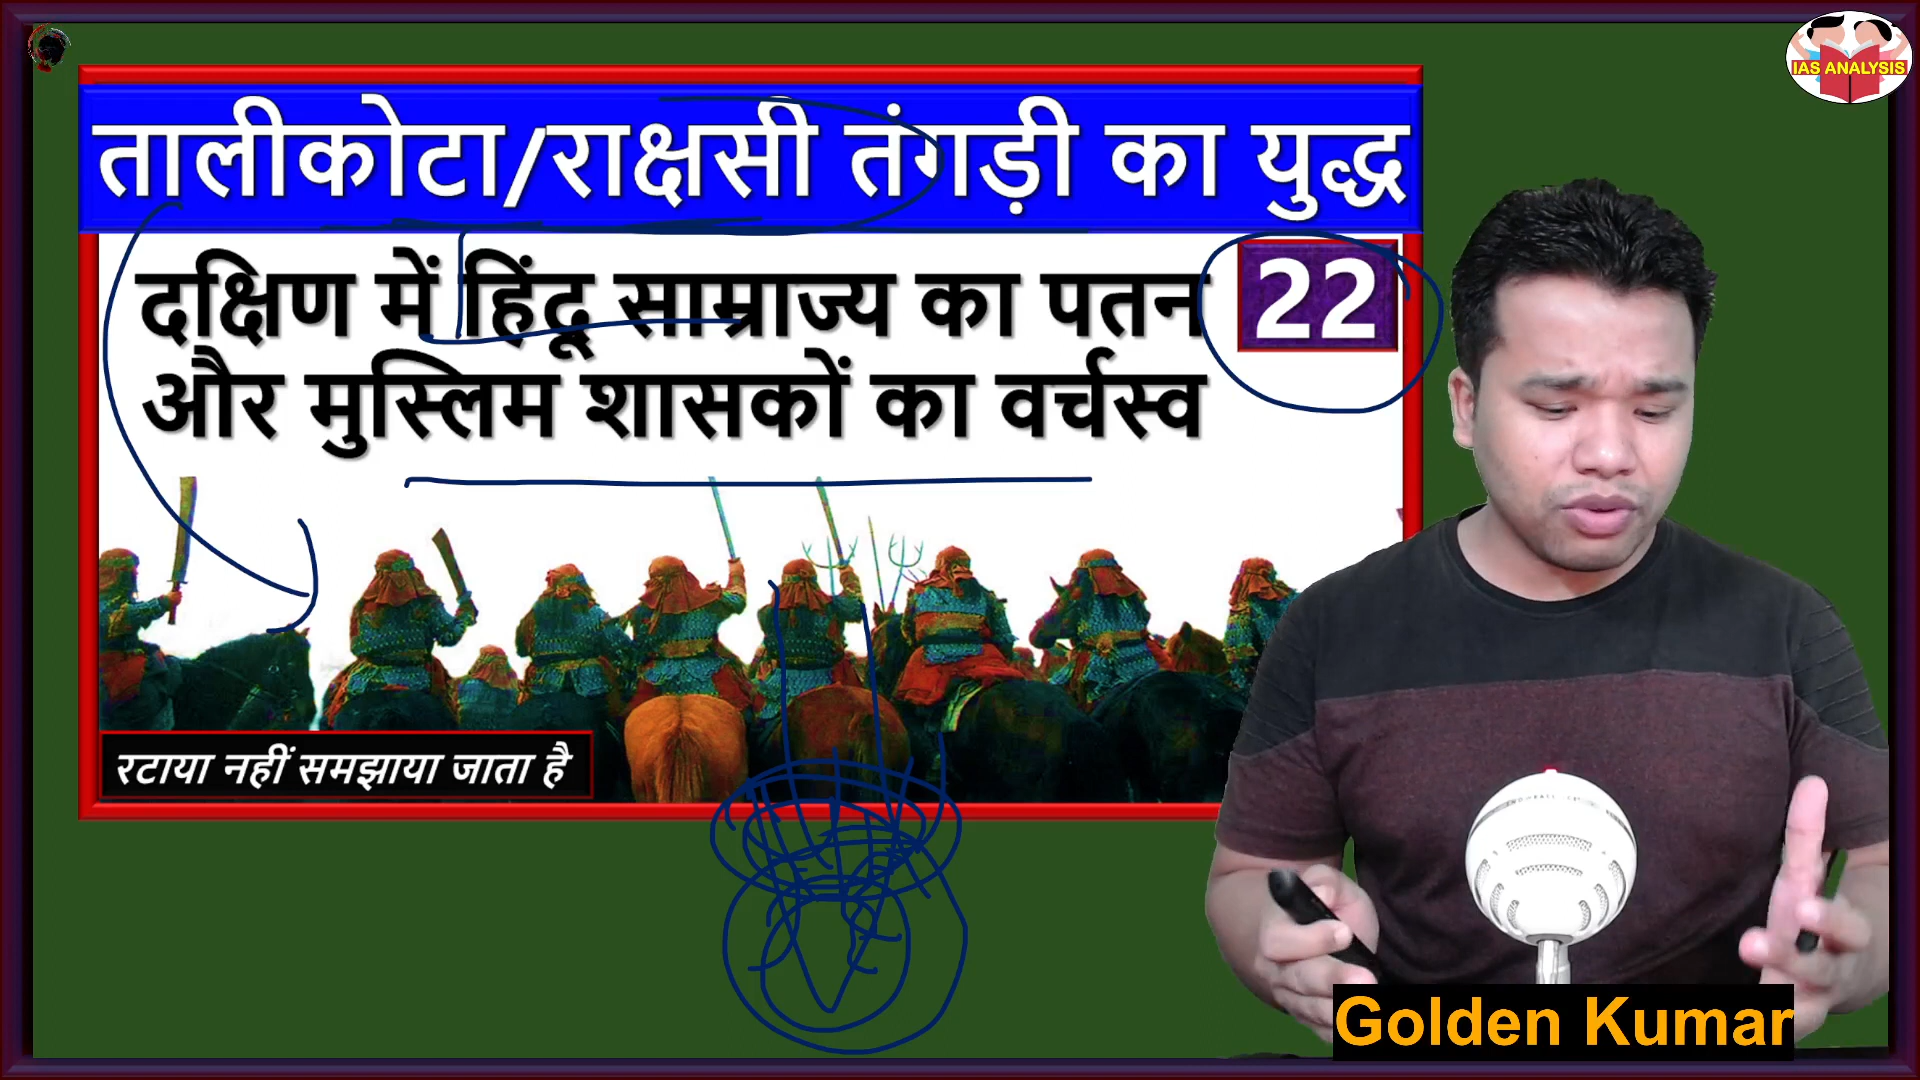 IAS ANALYSIS
तालीकोटा/राक्षसी तंगड़ी का युद्ध
दक्षिण में हिंदू साम्राज्य का पतन
22
और मुस्लिम शासकों का वर्चस्व
रटाया नहीं समझाया जाता है
Golden Kumar